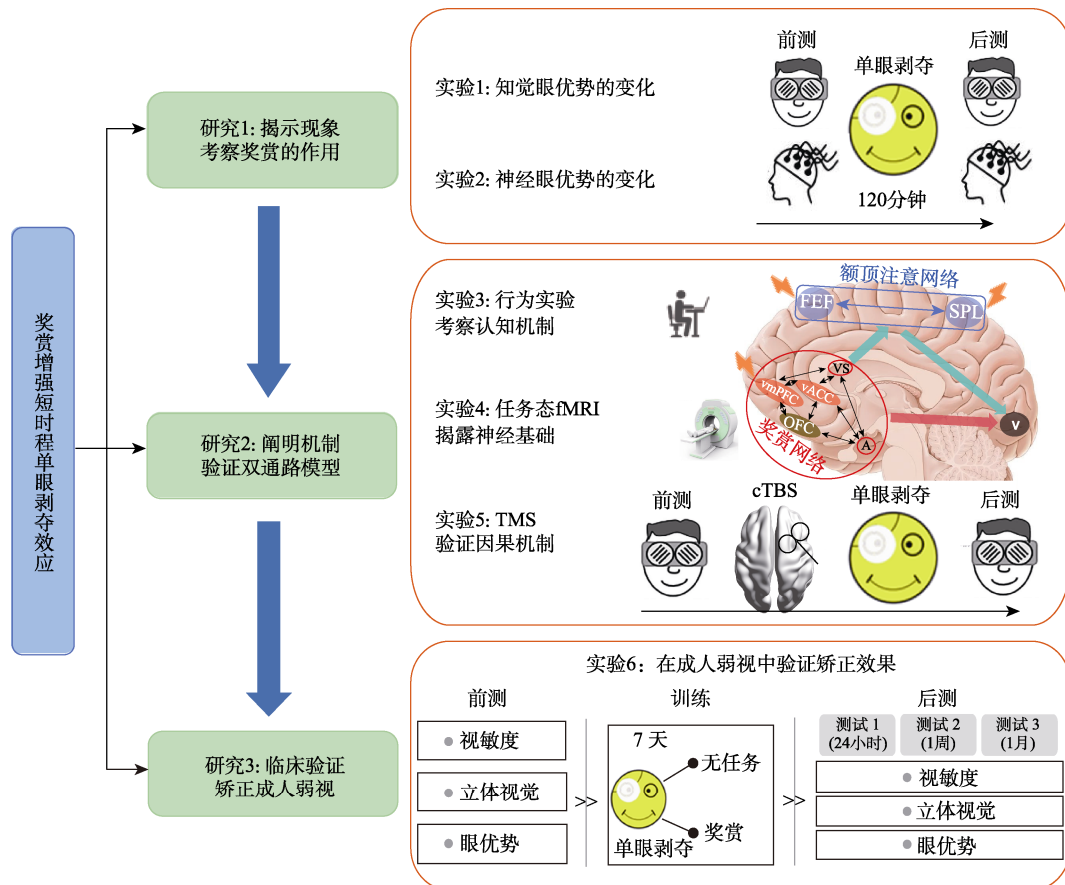 奖赏增强短时程单眼剥夺效应
研究1: 揭示现象
考察奖赏的作用
研究2: 阐明机制
验证双通路模型
研究3: 临床验证
矫正成人弱视
实验1: 知觉眼优势的变化
实验2: 神经眼优势的变化
前测
单眼剥夺
后测
120分钟
实验3: 行为实验
考察认知机制
实验4: 任务态fMRI
揭露神经基础
实验5: TMS
验证因果机制
额顶注意网络
FEF
SPL
VS
vmPFC
vACC
OFC
A
V
奖赏网络
前测
cTBS
单眼剥夺
后测
实验6: 在成人弱视中验证矫正效果
前测
视敏度
立体视觉
眼优势
>>
训练
7 天
无任务
奖赏
单眼剥夺
>>
后测
测试 1
(24小时)
测试 2
(1周)
测试 3
(1月)
视敏度
立体视觉
眼优势